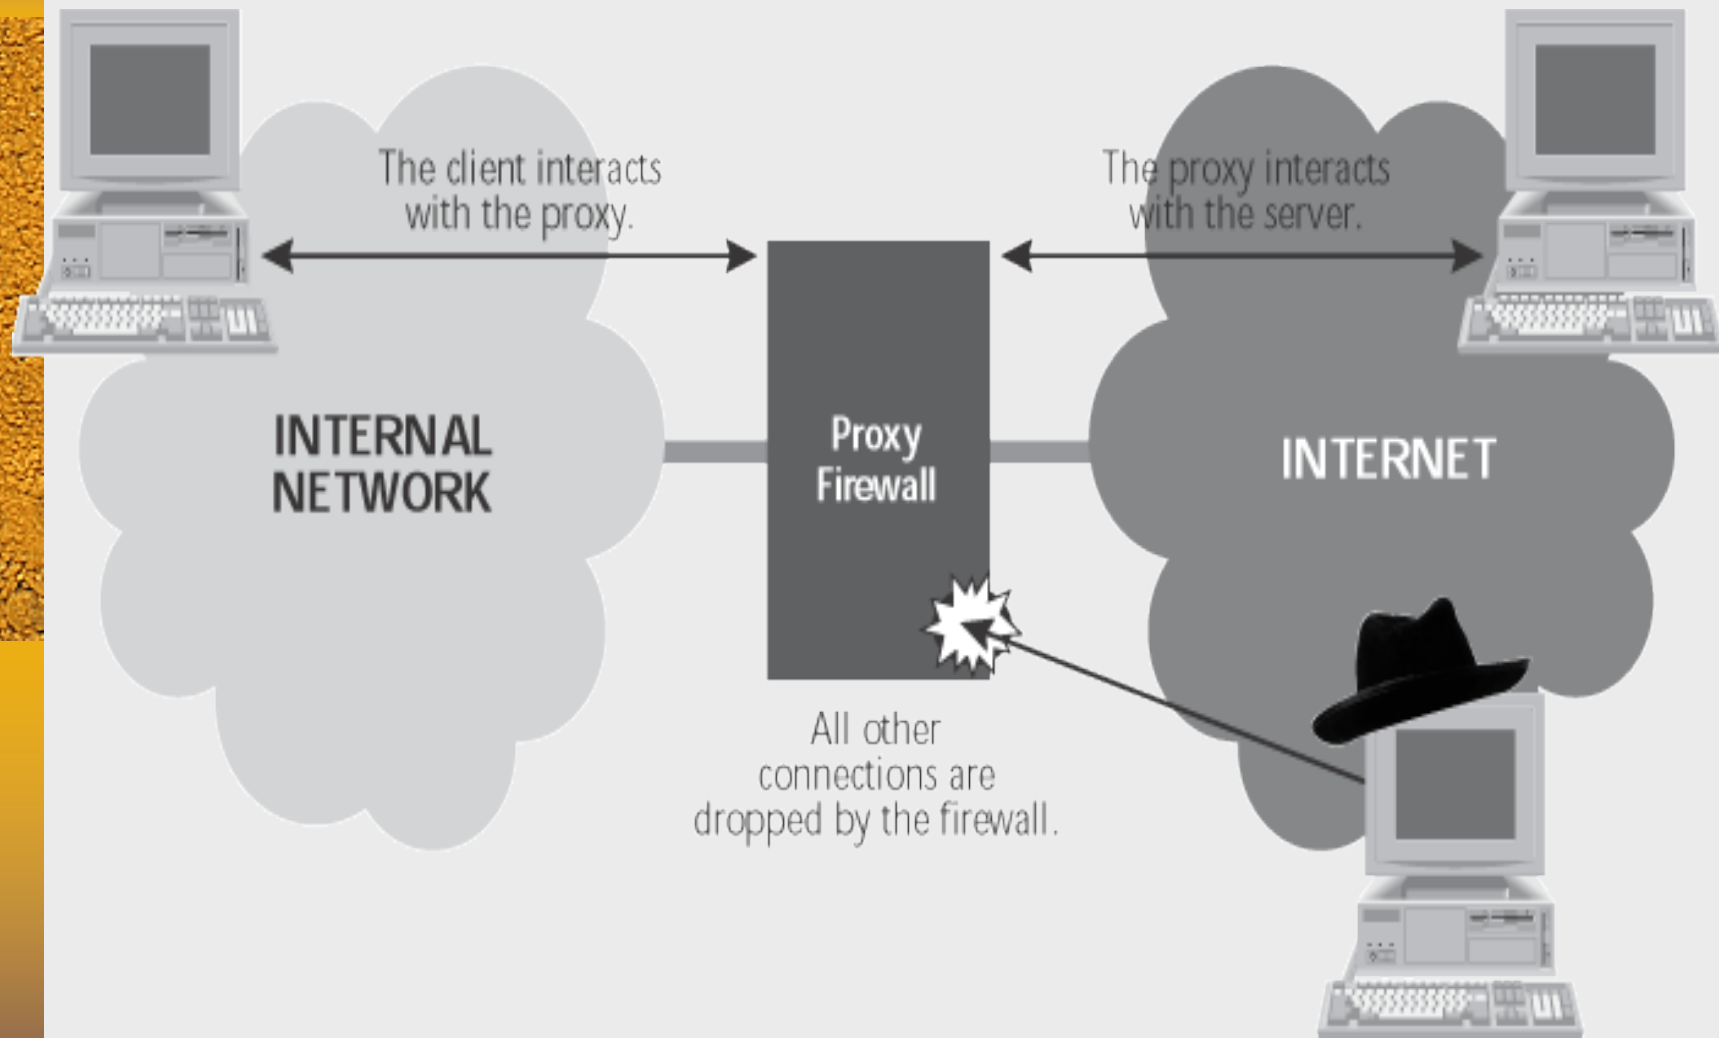 The client interacts
with the proxy.
The proxy interacts
with the server.
INTERNAL
NETWORK
Proxy
Firewall
INTERNET
All other
connections are
dropped by the firewall.